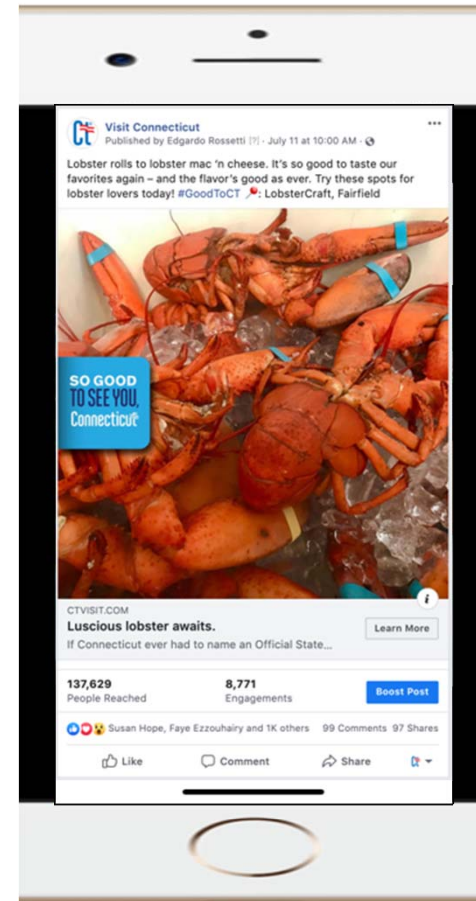 Ct
Visit Connecticut
Published by Edgardo Rossetti [?] · July 11 at 10:00 AM ·
Lobster rolls to lobster mac 'n cheese. It's so good to taste our
favorites again – and the flavor's good as ever. Try these spots for
lobster lovers today! #GoodToCT 📍: LobsterCraft, Fairfield
SO GOOD
TO SEE YOU,
Connecticut
i
CTVISIT.COM
Luscious lobster awaits.
Learn More
If Connecticut ever had to name an Official State...
137,629
8,771
People Reached
Engagements
Boost Post
Susan Hope, Faye Ezzouhairy and 1K others 99 Comments 97 Shares
Like Comment Share Ct